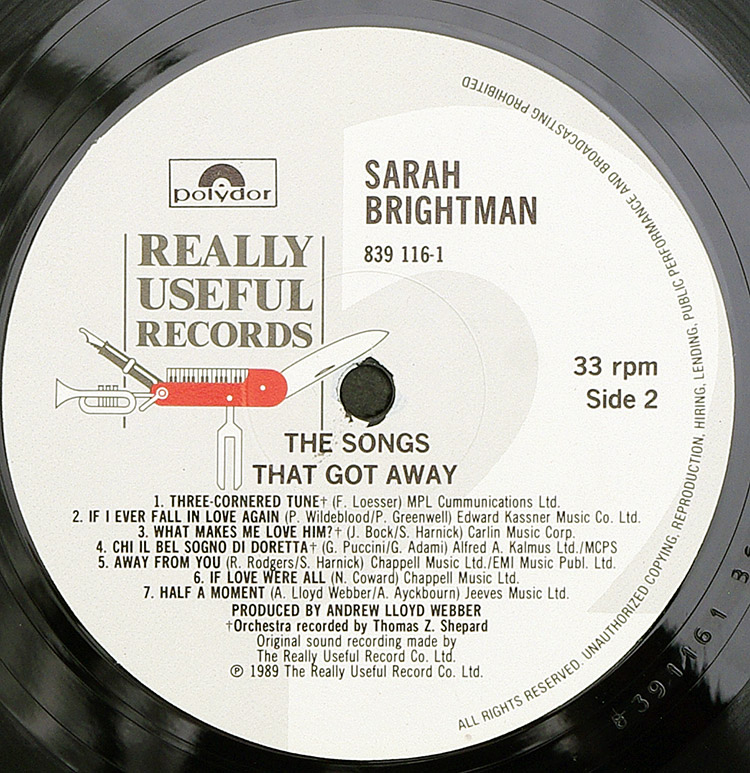 polydor
REALLY
USEFUL
RECORDS
SARAH
BRIGHTMAN
839 116-1
33 rpm
Side 2
THE SONGS
THAT GOT AWAY
1. THREE-CORNERED TUNE† (F. Loesser) MPL Cummunications Ltd.
2. IF I EVER FALL IN LOVE AGAIN (P. Wildeblood/P. Greenwell) Edward Kassner Music Co. Ltd.
3. WHAT MAKES ME LOVE HIM?† (J. Bock/S. Harnick) Carlin Music Corp.
4. CHI IL BEL SOGNO DI DORETTA† (G. Puccini/G. Adami) Alfred A. Kalmus Ltd./MCPS
5. AWAY FROM YOU (R. Rodgers/S. Harnick) Chappell Music Ltd./EMI Music Publ. Ltd.
6. IF LOVE WERE ALL (N. Coward) Chappell Music Ltd.
7. HALF A MOMENT (A. Lloyd Webber/A. Ayckbourn) Jeeves Music Ltd.
PRODUCED BY ANDREW LLOYD WEBBER
†Orchestra recorded by Thomas Z. Shepard
Original sound recording made by
The Really Useful Record Co. Ltd.
℗ 1989 The Really Useful Record Co. Ltd.
ALL RIGHTS RESERVED. UNAUTHORIZED COPYING, REPRODUCTION, HIRING, LENDING, PUBLIC PERFORMANCE AND BROADCASTING PROHIBITED